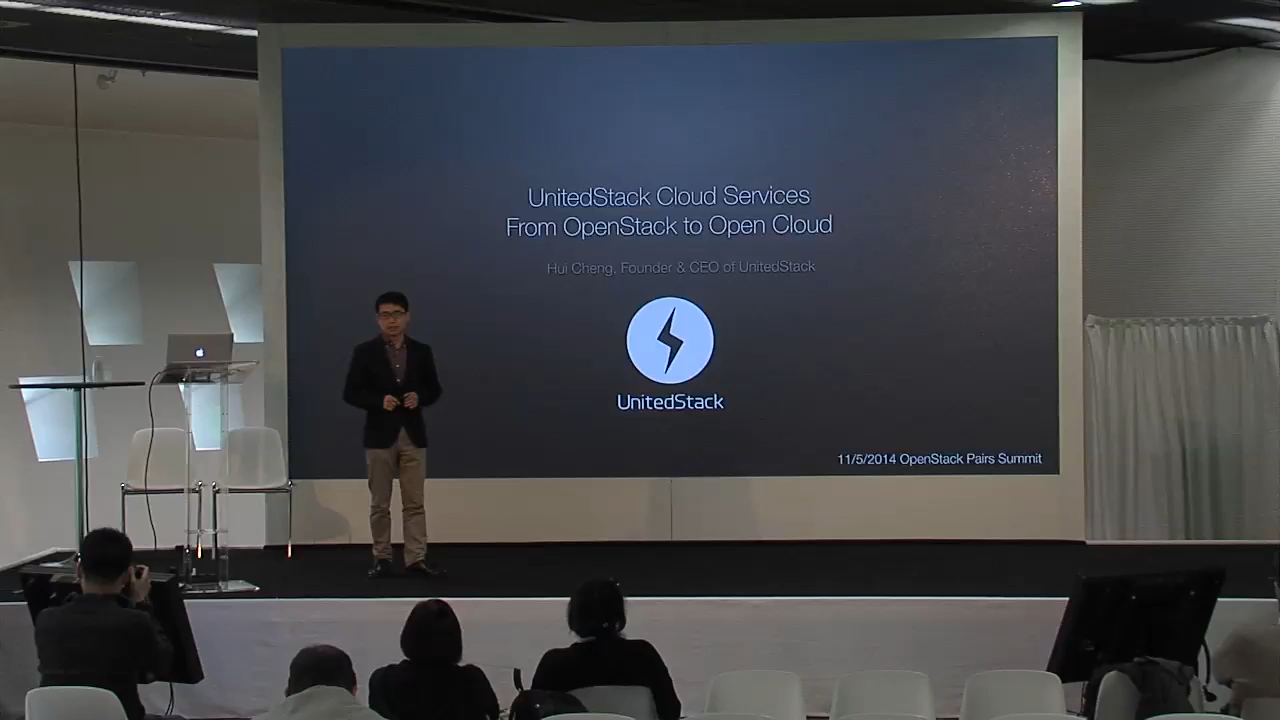 UnitedStack Cloud Services
From OpenStack to Open Cloud
Hui Cheng, Founder & CEO of UnitedStack
UnitedStack
11/5/2014 OpenStack Pairs Summit